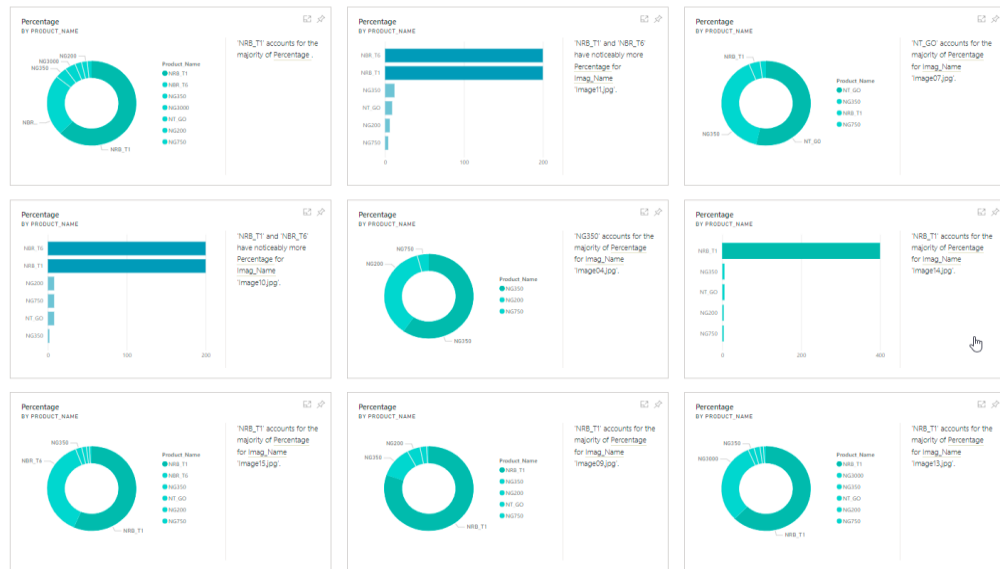 Percentage
BY PRODUCT_NAME
NG200
NG3000
NG350
NBR...
NRB_T1
Product_Name
NRB_T1
NBR_T6
NG350
NG3000
NT_GO
NG200
NG750
'NRB_T1' accounts for the
majority of Percentage .
Percentage
BY PRODUCT_NAME
NBR_T6
NRB_T1
NG350
NT_GO
NG200
NG750
0
100
200
'NRB_T1' and 'NBR_T6'
have noticeably more
Percentage for
Imag_Name
'Image11.jpg'.
Percentage
BY PRODUCT_NAME
NRB_T1
NG350
NT_GO
Product_Name
NT_GO
NG350
NRB_T1
NG750
'NT_GO' accounts for the
majority of Percentage
for Imag_Name
'Image07.jpg'.
Percentage
BY PRODUCT_NAME
NBR_T6
NRB_T1
NG200
NG750
NT_GO
NG350
0
100
200
'NRB_T1' and 'NBR_T6'
have noticeably more
Percentage for
Imag_Name
'Image10.jpg'.
Percentage
BY PRODUCT_NAME
NG750
NG200
NG350
Product_Name
NG350
NG200
NG750
'NG350' accounts for the
majority of Percentage
for Imag_Name
'Image04.jpg'.
Percentage
BY PRODUCT_NAME
NRB_T1
NG350
NT_GO
NG200
NG750
0
200
400
'NRB_T1' accounts for the
majority of Percentage
for Imag_Name
'Image14.jpg'.
Percentage
BY PRODUCT_NAME
NG350
NBR_T6
NRB_T1
Product_Name
NRB_T1
NBR_T6
NG350
NT_GO
NG200
NG750
'NRB_T1' accounts for the
majority of Percentage
for Imag_Name
'Image15.jpg'.
Percentage
BY PRODUCT_NAME
NG200
NG350
NRB_T1
Product_Name
NRB_T1
NG350
NG200
NT_GO
NG750
'NRB_T1' accounts for the
majority of Percentage
for Imag_Name
'Image09.jpg'.
Percentage
BY PRODUCT_NAME
NG350
NG3000
NRB_T1
Product_Name
NRB_T1
NG3000
NG350
NT_GO
NG200
NG750
'NRB_T1' accounts for the
majority of Percentage
for Imag_Name
'Image13.jpg'.